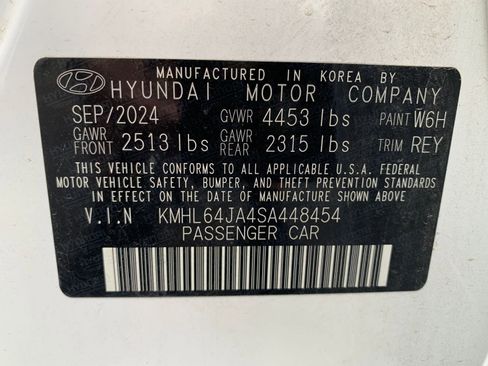 MANUFACTURED IN KOREA BY
HYUNDAI MOTOR COMPANY
SEP/2024 GVWR 4453 lbs PAINT W6H
GAWR FRONT 2513 lbs GAWR REAR 2315 lbs TRIM REY
THIS VEHICLE CONFORMS TO ALL APPLICABLE U.S.A. FEDERAL
MOTOR VEHICLE SAFETY, BUMPER, AND THEFT STANDARDS
IN EFFECT ON THE DATE OF MANUFACTURE SHOWN ABOVE
V.I.N KMHL64JA4SA448454
PASSENGER CAR